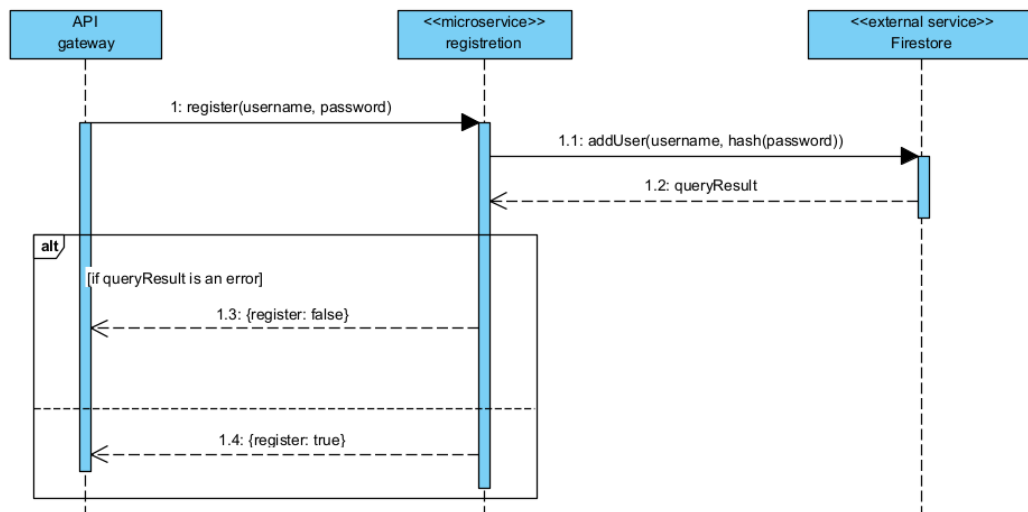 API
gateway
<<microservice>>
registretion
<<external service>>
Firestore
1: register(username, password)
1.1: addUser(username, hash(password))
1.2: queryResult
alt
[if queryResult is an error]
1.3: {register: false}
1.4: {register: true}